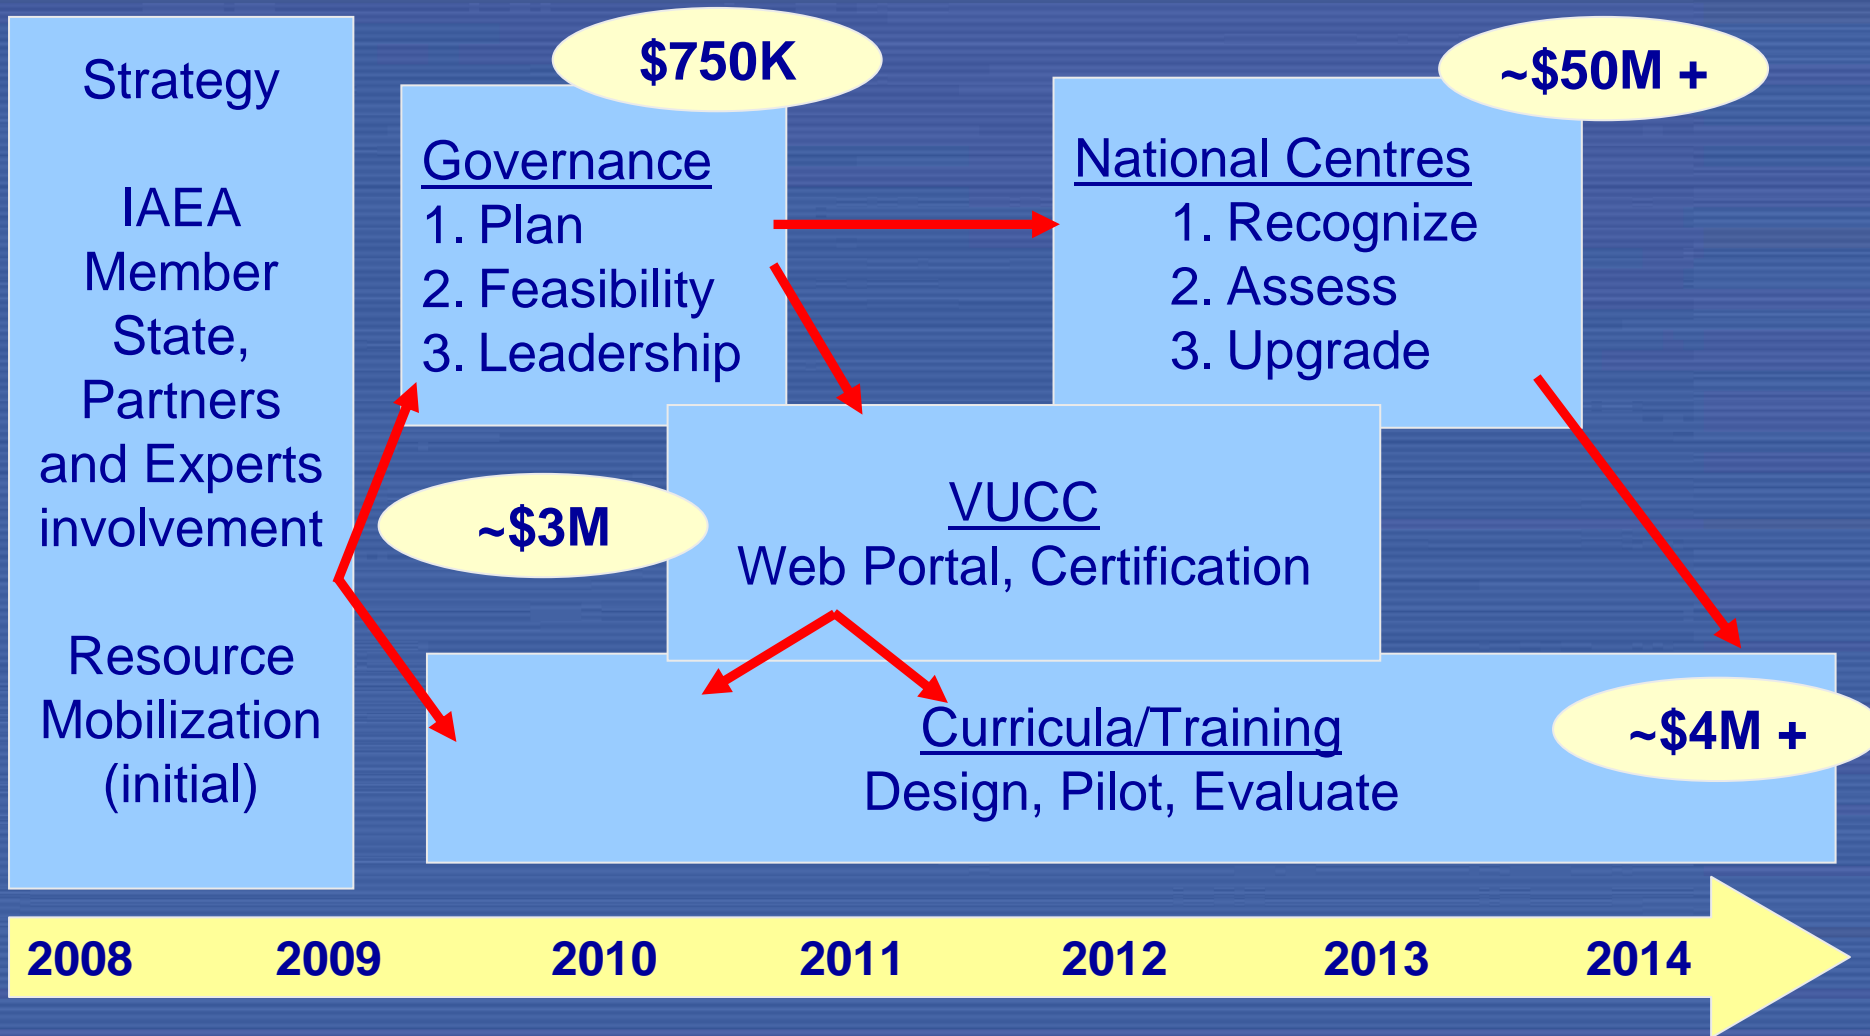 Strategy
IAEA
Member
State,
Partners
and Experts
involvement
Resource
Mobilization
(initial)
$750K
Governance
1. Plan
2. Feasibility
3. Leadership
~$50M +
National Centres
1. Recognize
2. Assess
3. Upgrade
~$3M
VUCC
Web Portal, Certification
Curricula/Training
Design, Pilot, Evaluate
~$4M +
2008 2009 2010 2011 2012 2013 2014